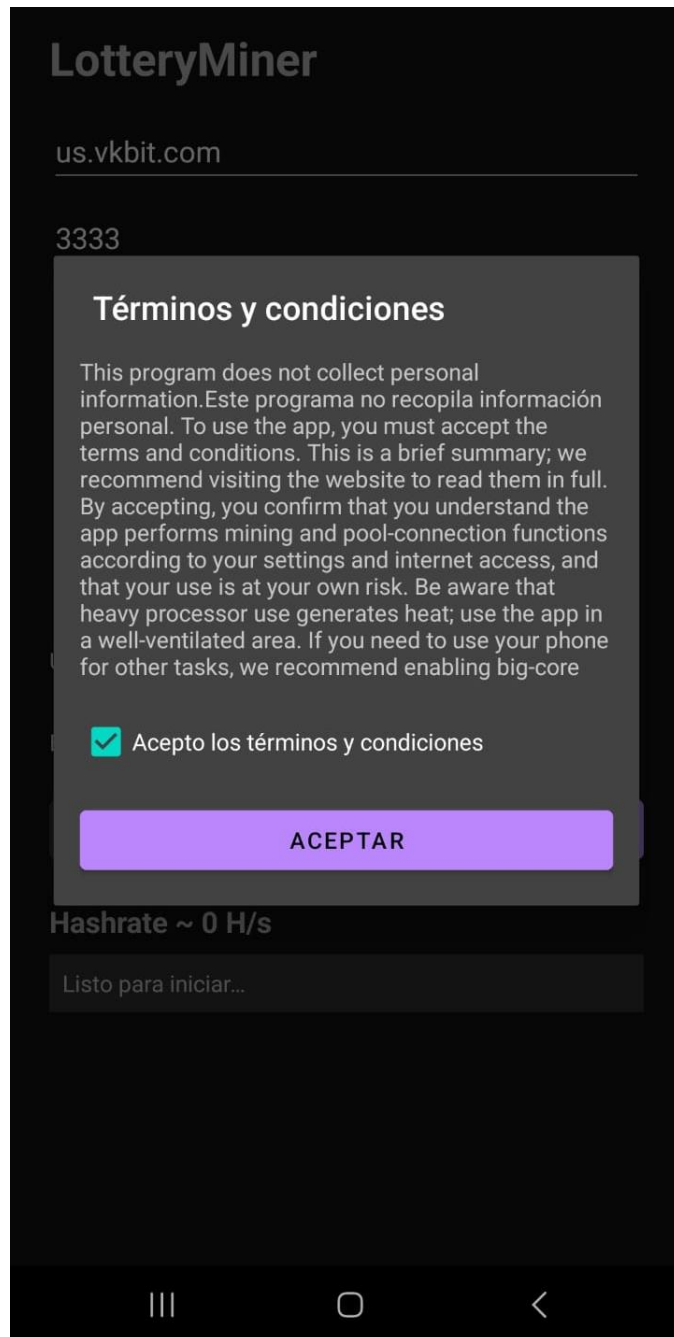 LotteryMiner
us.vkbit.com
3333
Términos y condiciones
This program does not collect personal
information.Este programa no recopila información
personal. To use the app, you must accept the
terms and conditions. This is a brief summary; we
recommend visiting the website to read them in full.
By accepting, you confirm that you understand the
app performs mining and pool-connection functions
according to your settings and internet access, and
that your use is at your own risk. Be aware that
heavy processor use generates heat; use the app in
a well-ventilated area. If you need to use your phone
for other tasks, we recommend enabling big-core
Acepto los términos y condiciones
ACEPTAR
Hashrate ~ 0 H/s
Listo para iniciar…